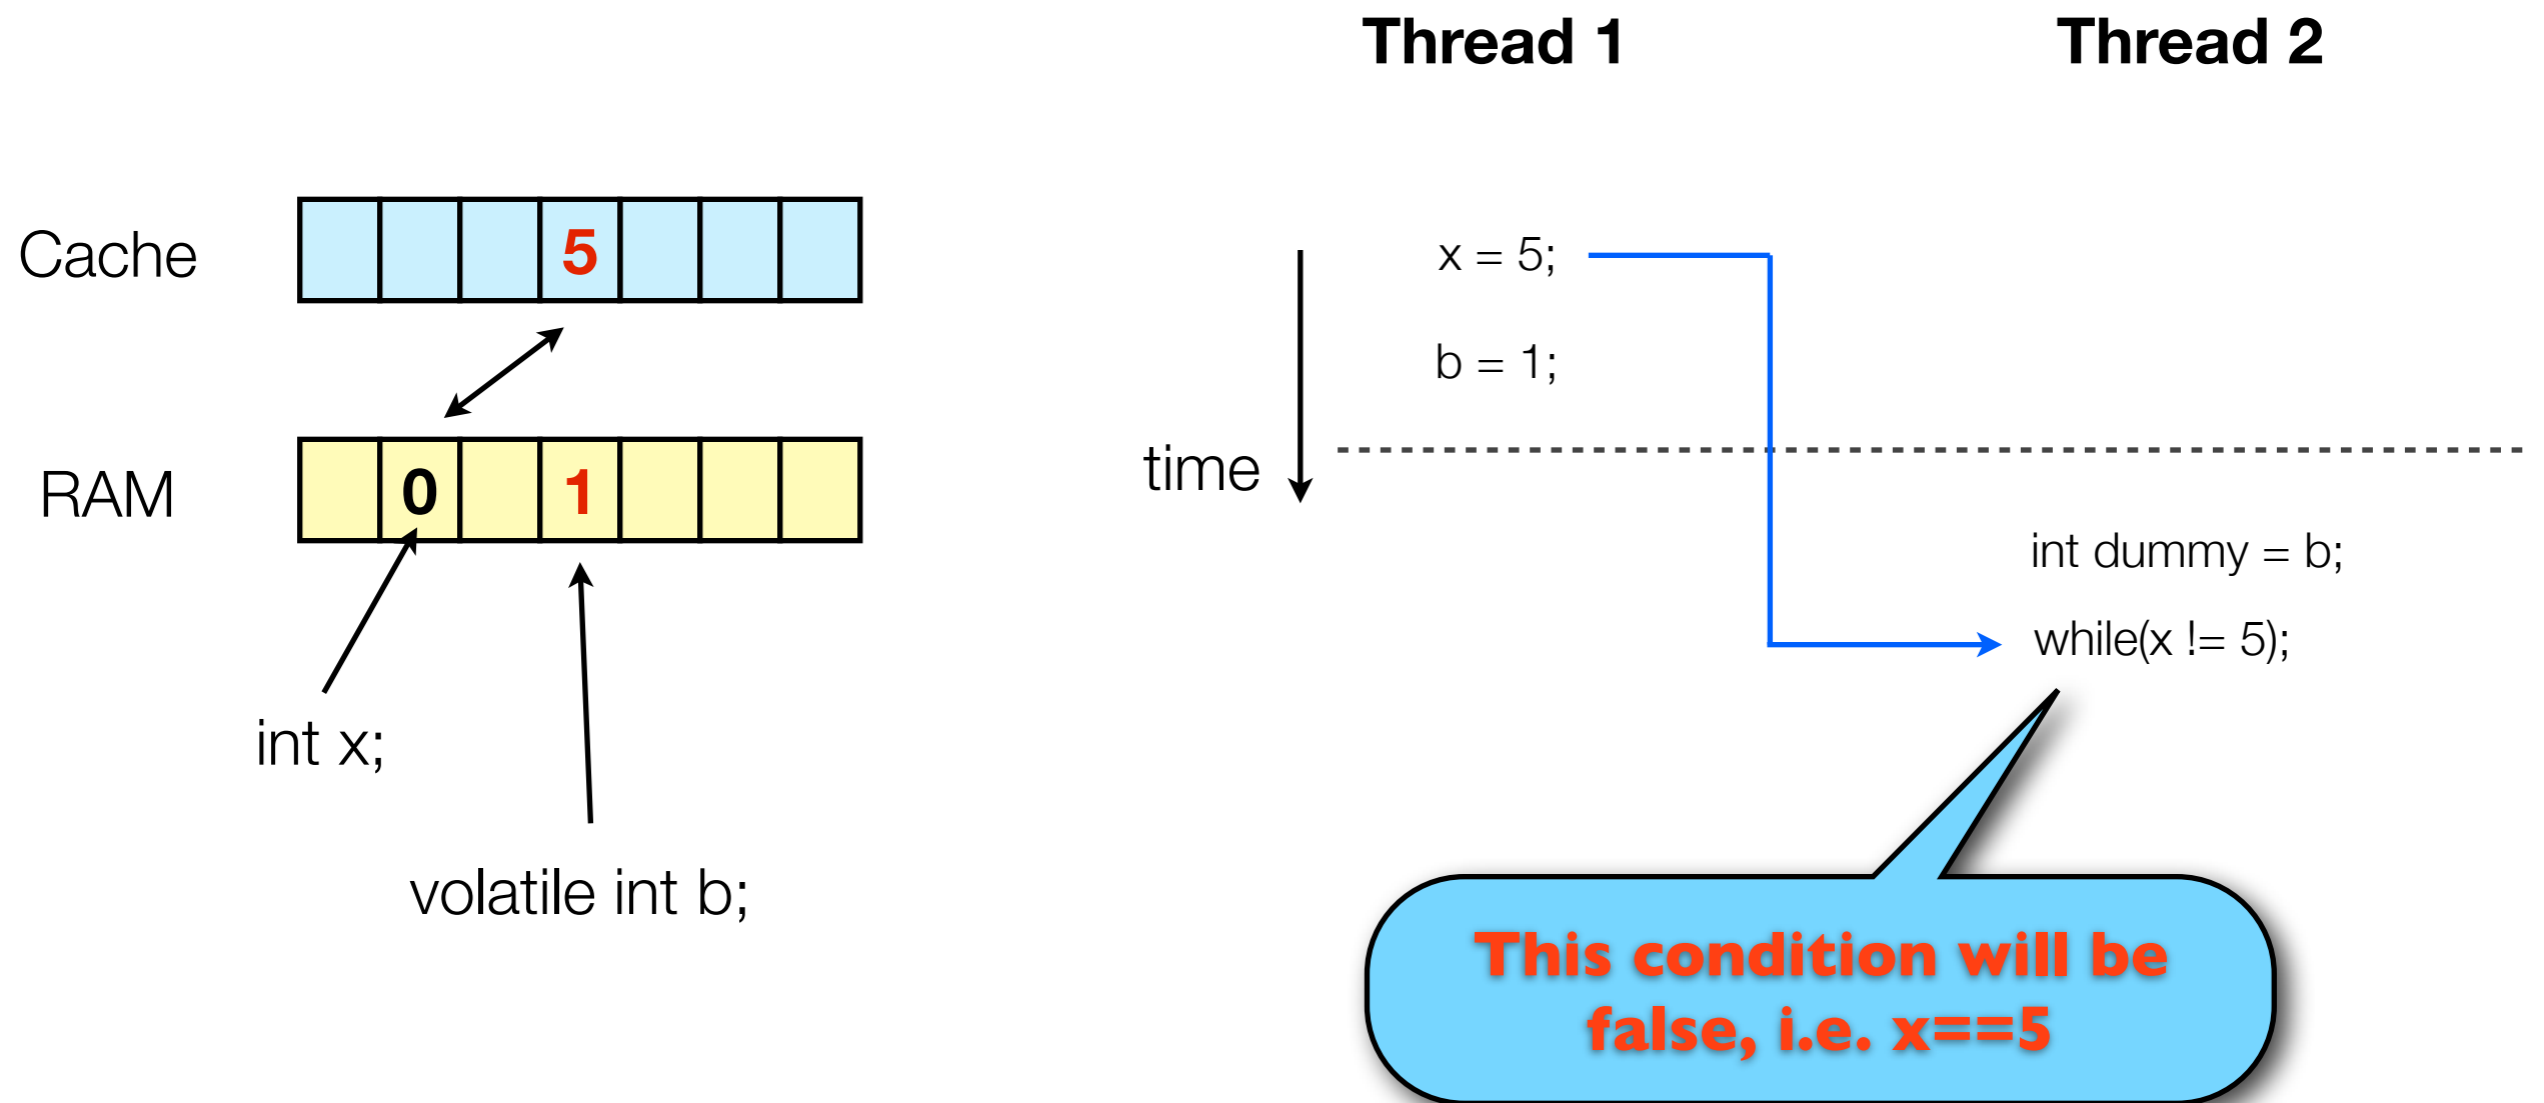 Thread 1
Thread 2
Cache
5
x = 5;
b = 1;
RAM
0
1
time
int dummy = b;
while(x != 5);
int x;
volatile int b;
This condition will be
false, i.e. x==5